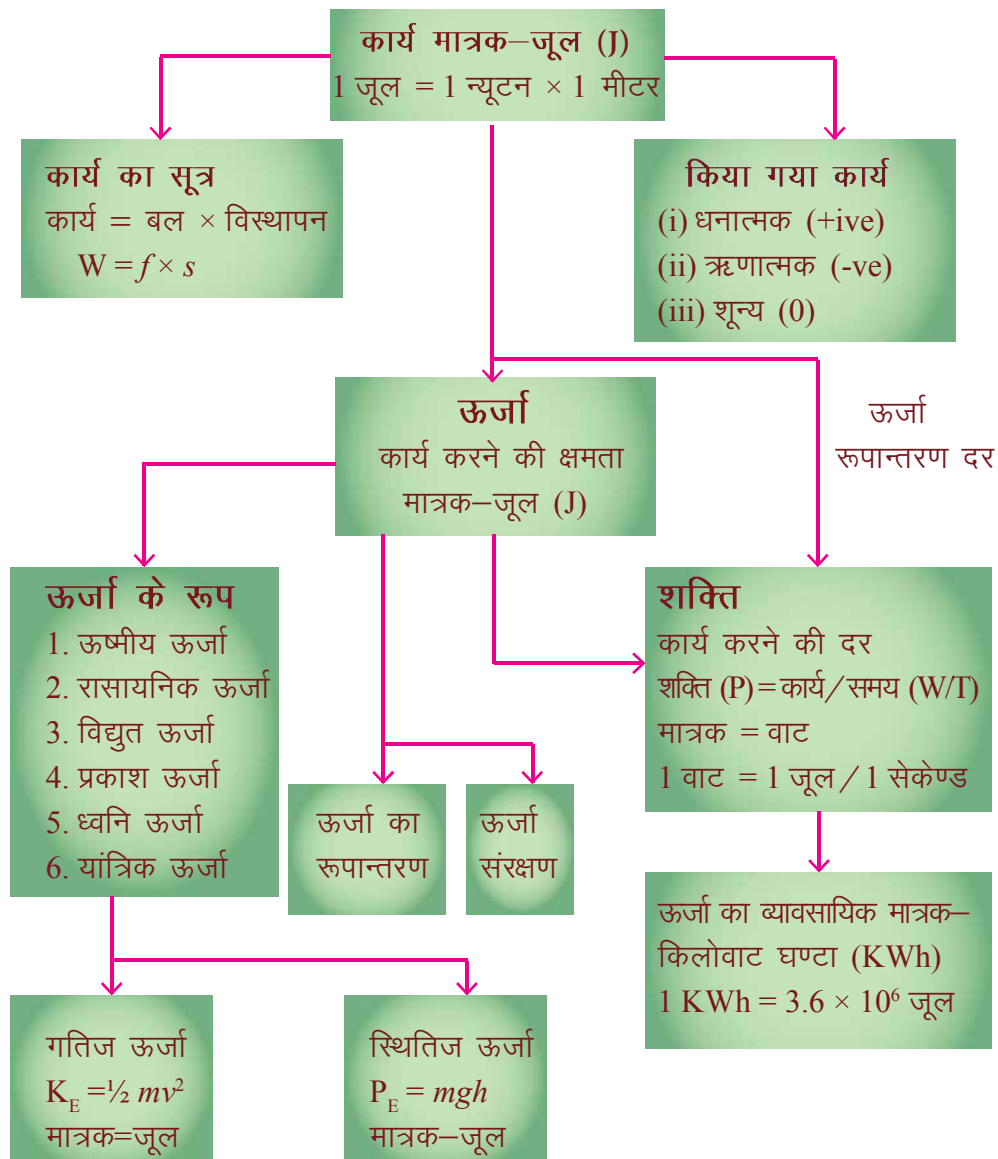 कार्य मात्रक–जूल (J)
1 जूल = 1 न्यूटन × 1 मीटर
कार्य का सूत्र
कार्य = बल × विस्थापन
W = f × s
किया गया कार्य
(i) धनात्मक (+ive)
(ii) ऋणात्मक (-ve)
(iii) शून्य (0)
ऊर्जा
कार्य करने की क्षमता
मात्रक–जूल (J)
ऊर्जा
रूपान्तरण दर
ऊर्जा के रूप
1. ऊष्मीय ऊर्जा
2. रासायनिक ऊर्जा
3. विद्युत ऊर्जा
4. प्रकाश ऊर्जा
5. ध्वनि ऊर्जा
6. यांत्रिक ऊर्जा
शक्ति
कार्य करने की दर
शक्ति (P) = कार्य/समय (W/T)
मात्रक = वाट
1 वाट = 1 जूल / 1 सेकेण्ड
ऊर्जा का
रूपान्तरण
ऊर्जा
संरक्षण
ऊर्जा का व्यावसायिक मात्रक–
किलोवाट घण्टा (KWh)
1 KWh = 3.6 × 10⁶ जूल
गतिज ऊर्जा
K_E = ½ mv²
मात्रक=जूल
स्थितिज ऊर्जा
P_E = mgh
मात्रक–जूल